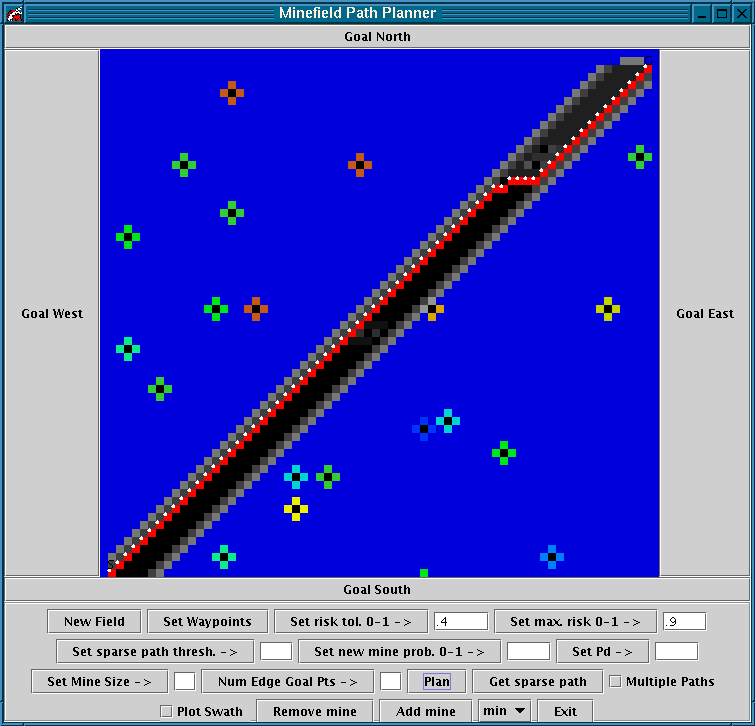 Minefield Path Planner
Goal North
Goal West
Goal East
S
Goal South
New Field Set Waypoints Set risk tol. 0-1 -> .4 Set max. risk 0-1 -> .9
Set sparse path thresh. -> Set new mine prob. 0-1 -> Set Pd ->
Set Mine Size -> Num Edge Goal Pts -> Plan Get sparse path Multiple Paths
Plot Swath Remove mine Add mine min Exit